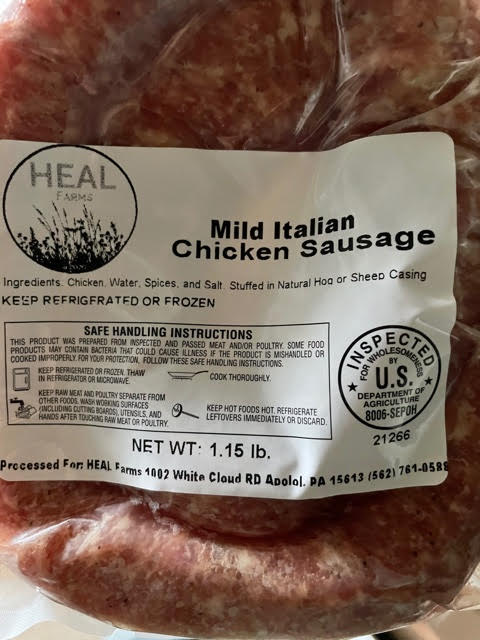 HEAL
FARMS
Mild Italian
Chicken Sausage
Ingredients: Chicken, Water, Spices, and Salt. Stuffed in Natural Hog or Sheep Casing
KEEP REFRIGERATED OR FROZEN
SAFE HANDLING INSTRUCTIONS
THIS PRODUCT WAS PREPARED FROM INSPECTED AND PASSED MEAT AND/OR POULTRY. SOME FOOD
PRODUCTS MAY CONTAIN BACTERIA THAT COULD CAUSE ILLNESS IF THE PRODUCT IS MISHANDLED OR
COOKED IMPROPERLY. FOR YOUR PROTECTION, FOLLOW THESE SAFE HANDLING INSTRUCTIONS.
KEEP REFRIGERATED OR FROZEN. THAW
IN REFRIGERATOR OR MICROWAVE.
COOK THOROUGHLY.
KEEP RAW MEAT AND POULTRY SEPARATE FROM
OTHER FOODS. WASH WORKING SURFACES
(INCLUDING CUTTING BOARDS), UTENSILS, AND
HANDS AFTER TOUCHING RAW MEAT OR POULTRY.
KEEP HOT FOODS HOT. REFRIGERATE
LEFTOVERS IMMEDIATELY OR DISCARD.
INSPECTED
FOR WHOLESOMENESS
BY
U.S.
DEPARTMENT OF
AGRICULTURE
8006-SEPOH
21266
NET WT: 1.15 lb.
Processed For: HEAL Farms 1002 White Cloud RD Apolol, PA 15613 (562) 761-0588